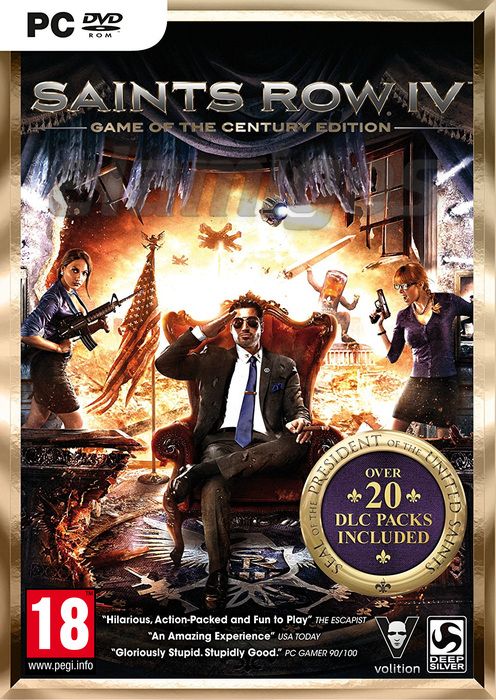 PC DVD
ROM
SAINTS ROW IV
GAME OF THE CENTURY EDITION
SEAL OF THE PRESIDENT OF THE UNITED SAINTS
OVER
20
DLC PACKS
INCLUDED
18
www.pegi.info
"Hilarious, Action-Packed and Fun to Play" THE ESCAPIST
"An Amazing Experience" USA TODAY
"Gloriously Stupid. Stupidly Good." PC GAMER 90/100
volition
DEEP
SILVER